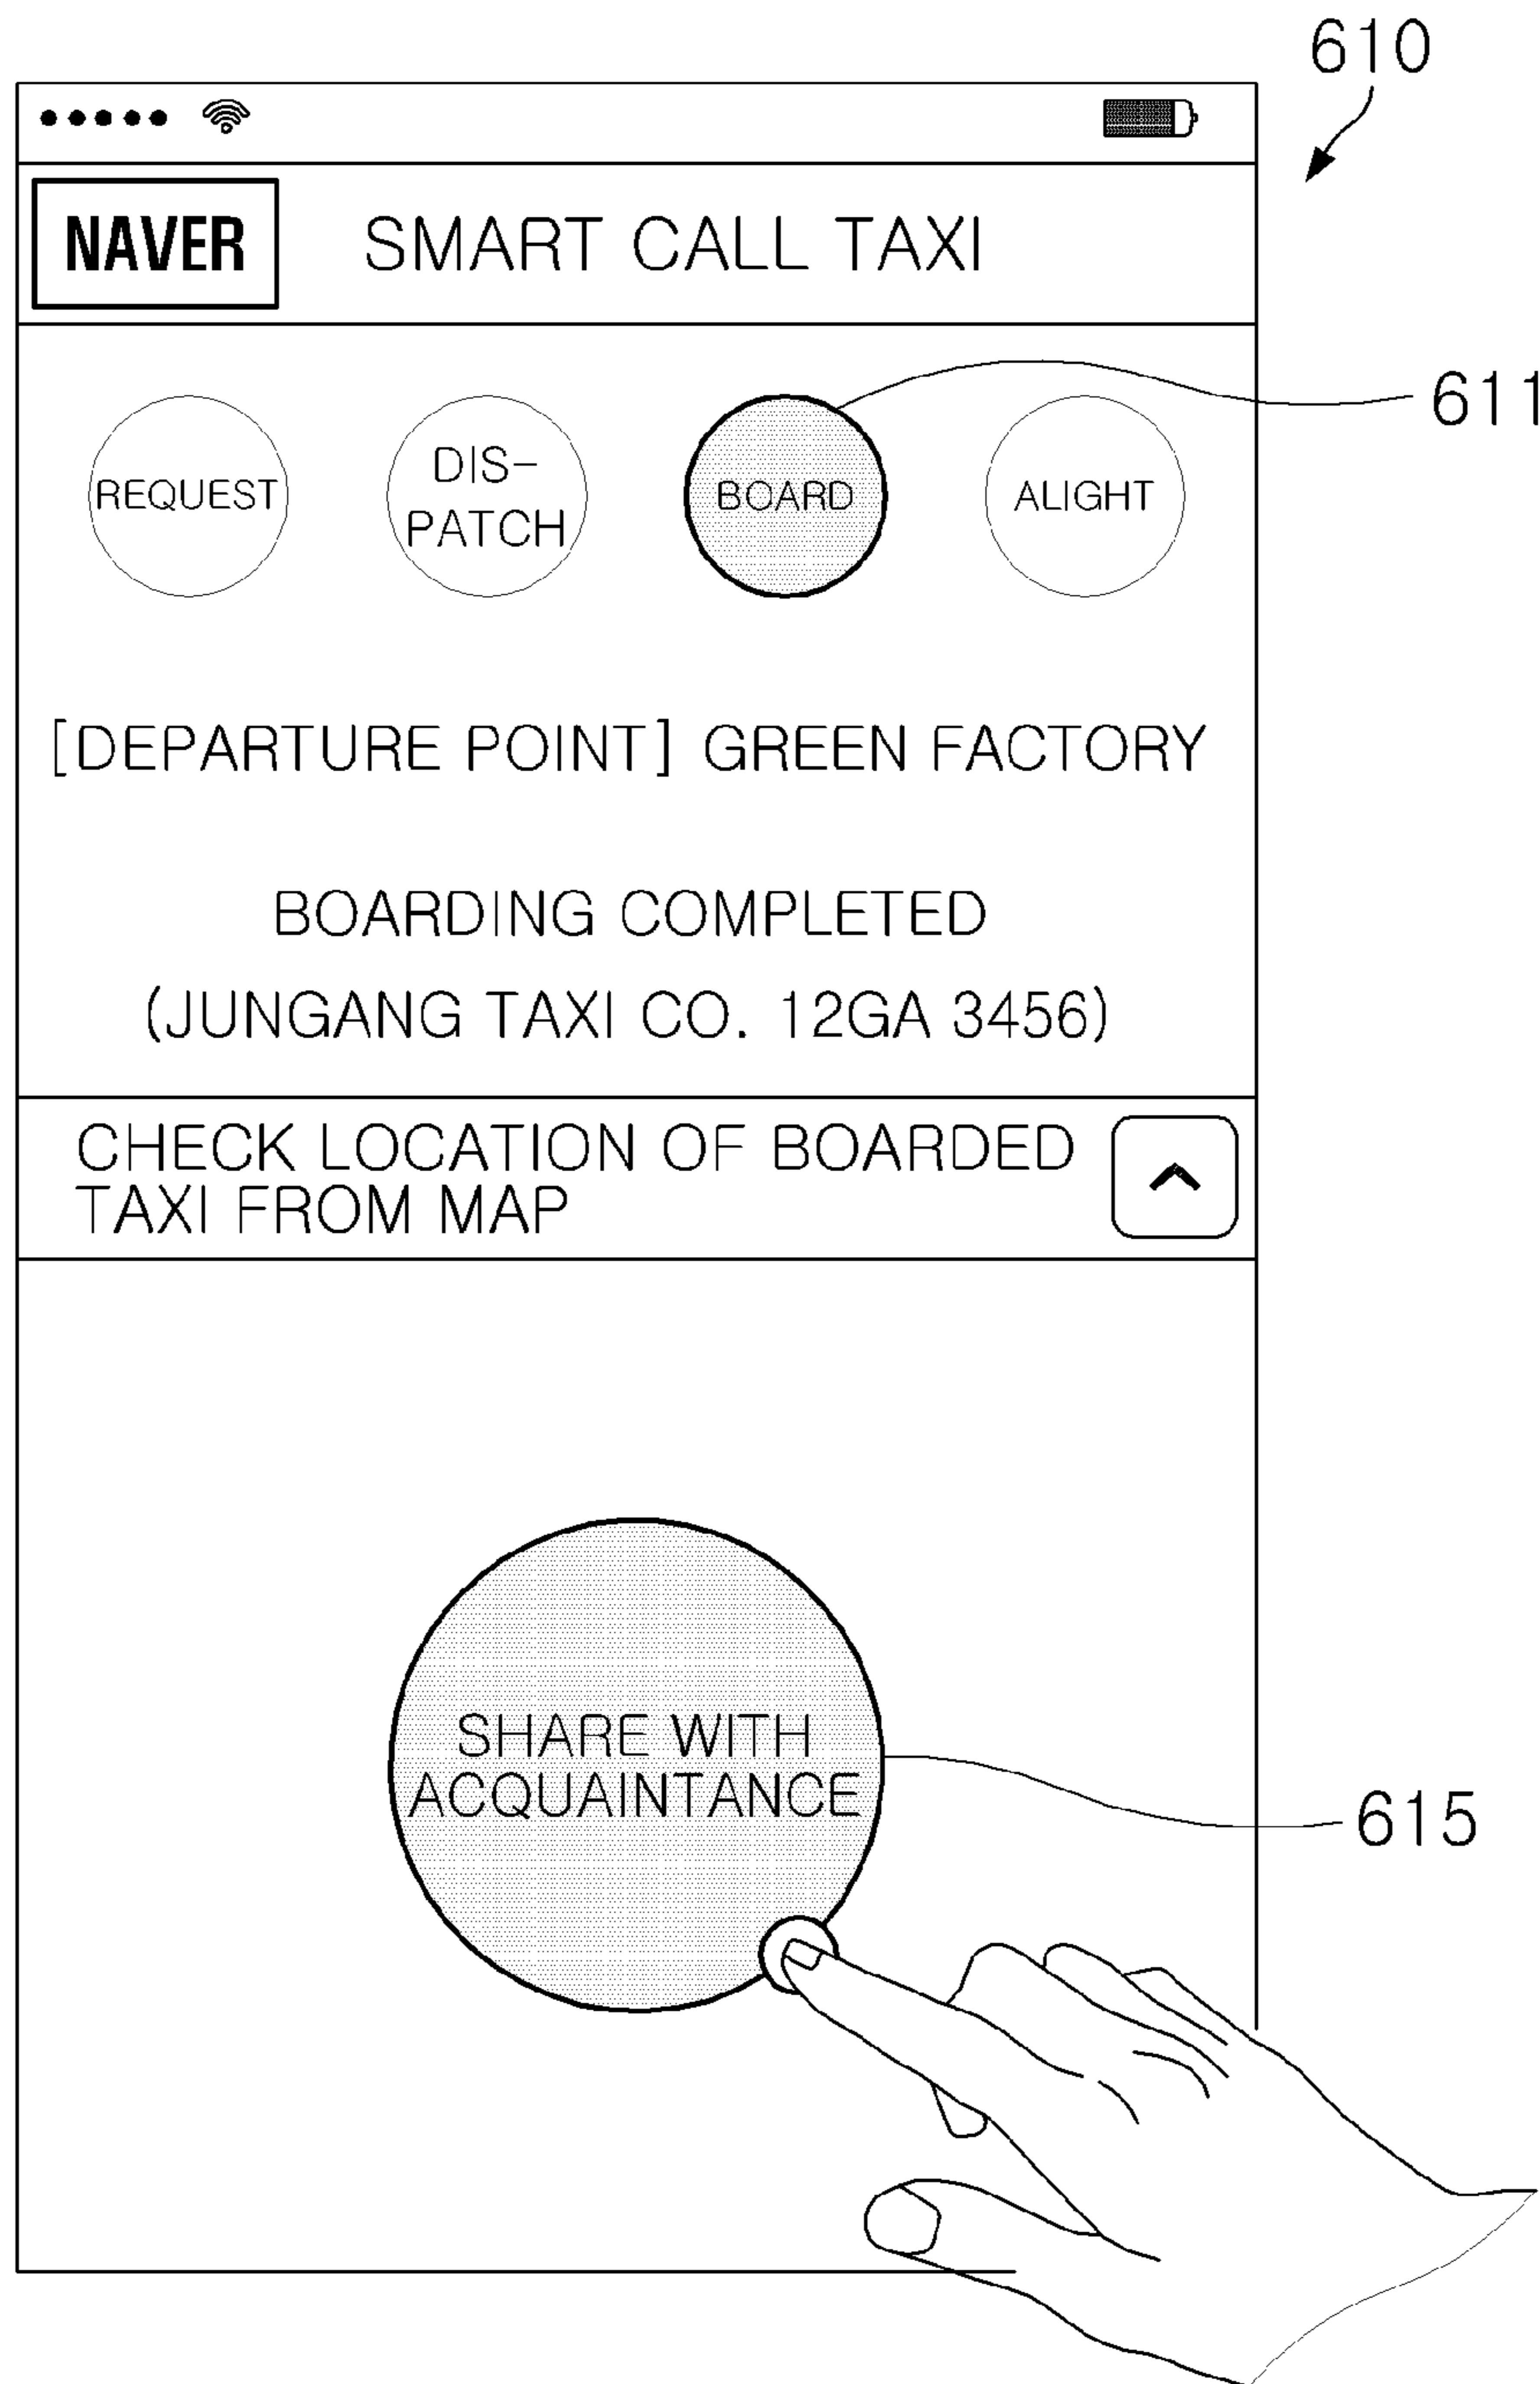 610
NAVER SMART CALL TAXI
611
REQUEST
DIS-
PATCH
BOARD
ALIGHT
[DEPARTURE POINT] GREEN FACTORY
BOARDING COMPLETED
(JUNGANG TAXI CO. 12GA 3456)
CHECK LOCATION OF BOARDED
TAXI FROM MAP
SHARE WITH
ACQUAINTANCE
615